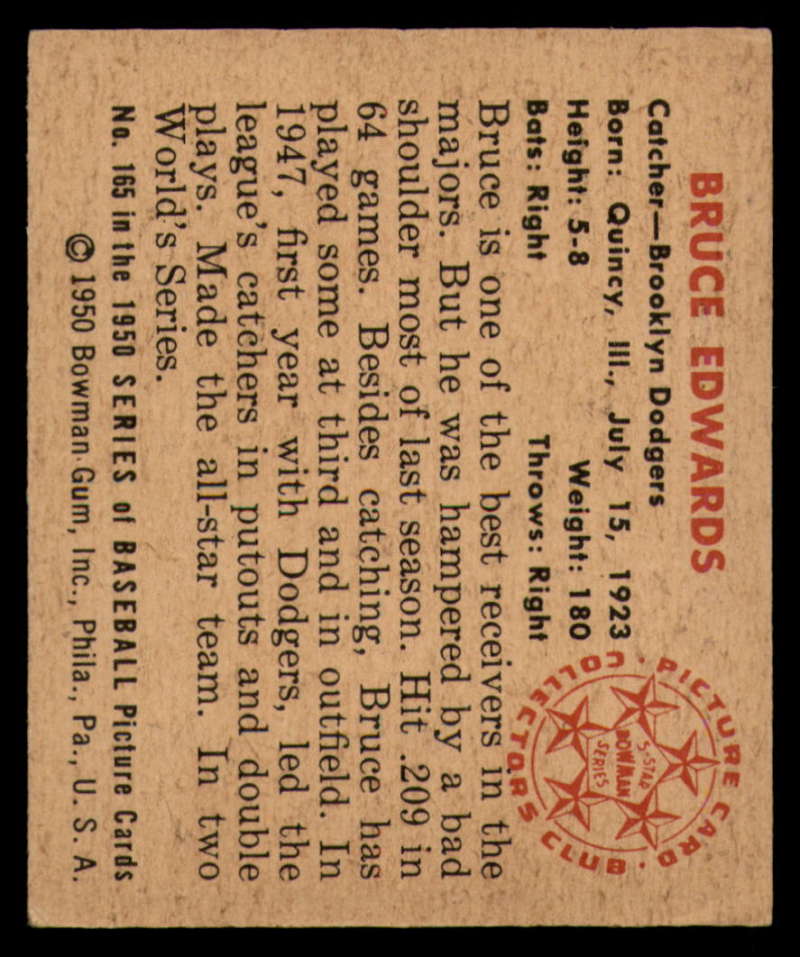 BRUCE EDWARDS
Catcher—Brooklyn Dodgers
Born: Quincy, Ill., July 15, 1923
Height: 5-8 Weight: 180
Bats: Right Throws: Right
PICTURE CARD · COLLECTORS CLUB ·
5-STAR
BOWMAN
SERIES
Bruce is one of the best receivers in the
majors. But he was hampered by a bad
shoulder most of last season. Hit .209 in
64 games. Besides catching, Bruce has
played some at third and in outfield. In
1947, first year with Dodgers, led the
league's catchers in putouts and double
plays. Made the all-star team. In two
World's Series.
No. 165 in the 1950 SERIES of BASEBALL Picture Cards
© 1950 Bowman Gum, Inc., Phila., Pa., U. S. A.